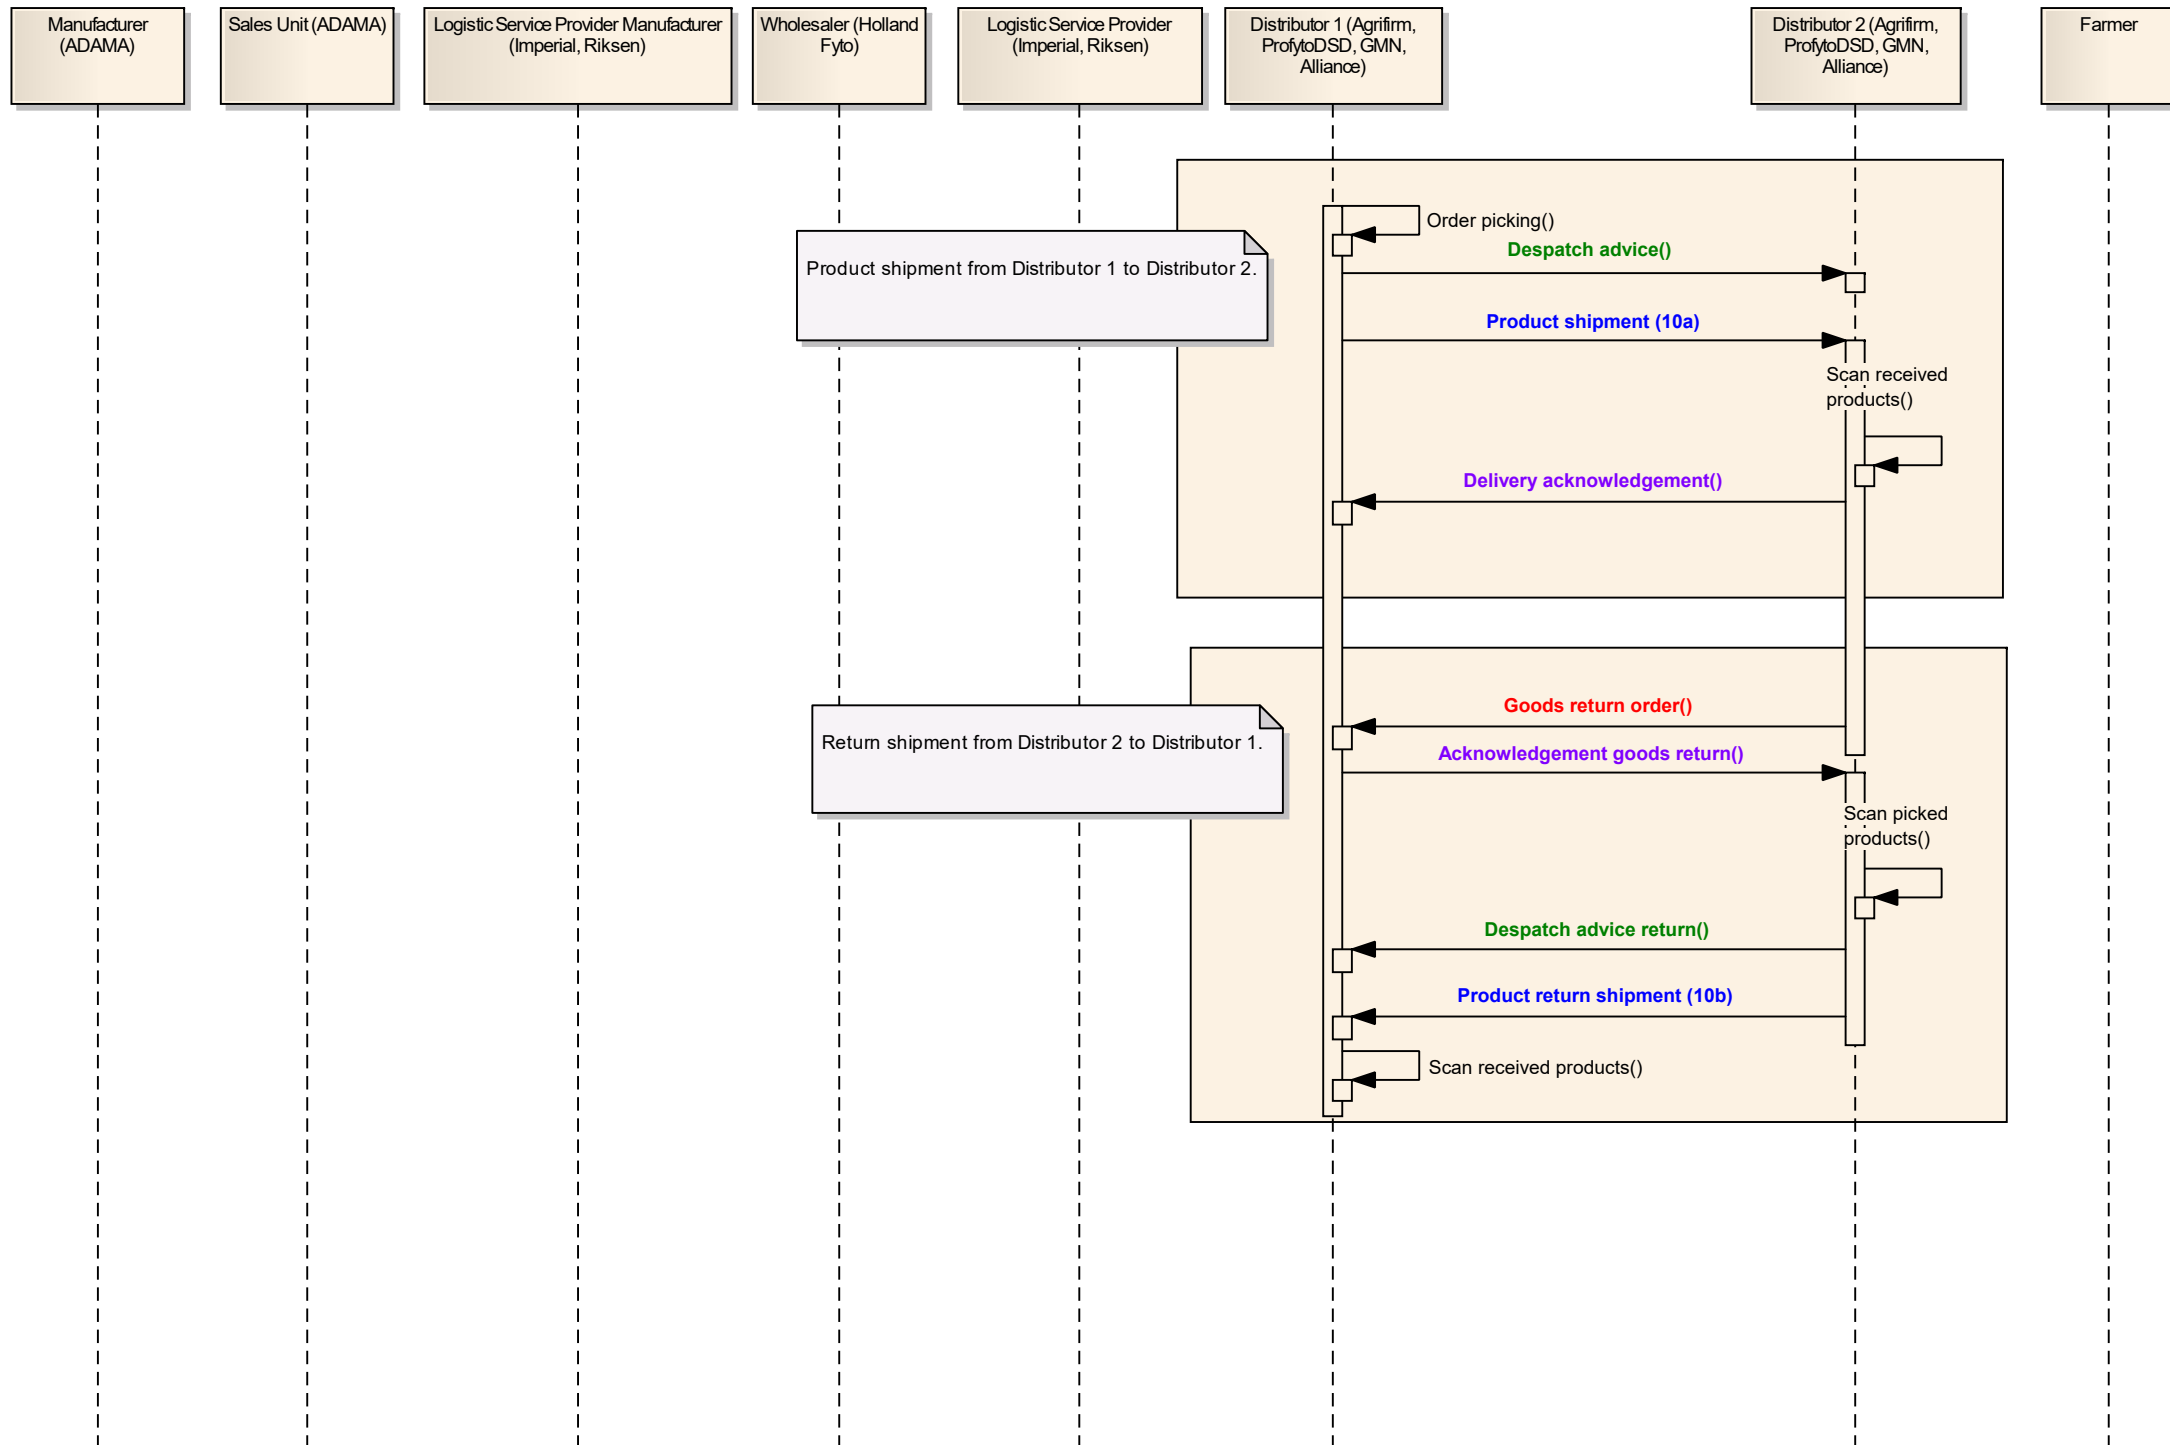 Manufacturer
(ADAMA)
Sales Unit (ADAMA)
Logistic Service Provider Manufacturer
(Imperial, Riksen)
Wholesaler (Holland
Fyto)
Logistic Service Provider
(Imperial, Riksen)
Distributor 1 (Agrifirm,
ProfytoDSD, GMN,
Alliance)
Distributor 2 (Agrifirm,
ProfytoDSD, GMN,
Alliance)
Farmer
Order picking()
Despatch advice()
Product shipment from Distributor 1 to Distributor 2.
Product shipment (10a)
Scan received
products()
Delivery acknowledgement()
Goods return order()
Return shipment from Distributor 2 to Distributor 1.
Acknowledgement goods return()
Scan picked
products()
Despatch advice return()
Product return shipment (10b)
Scan received products()